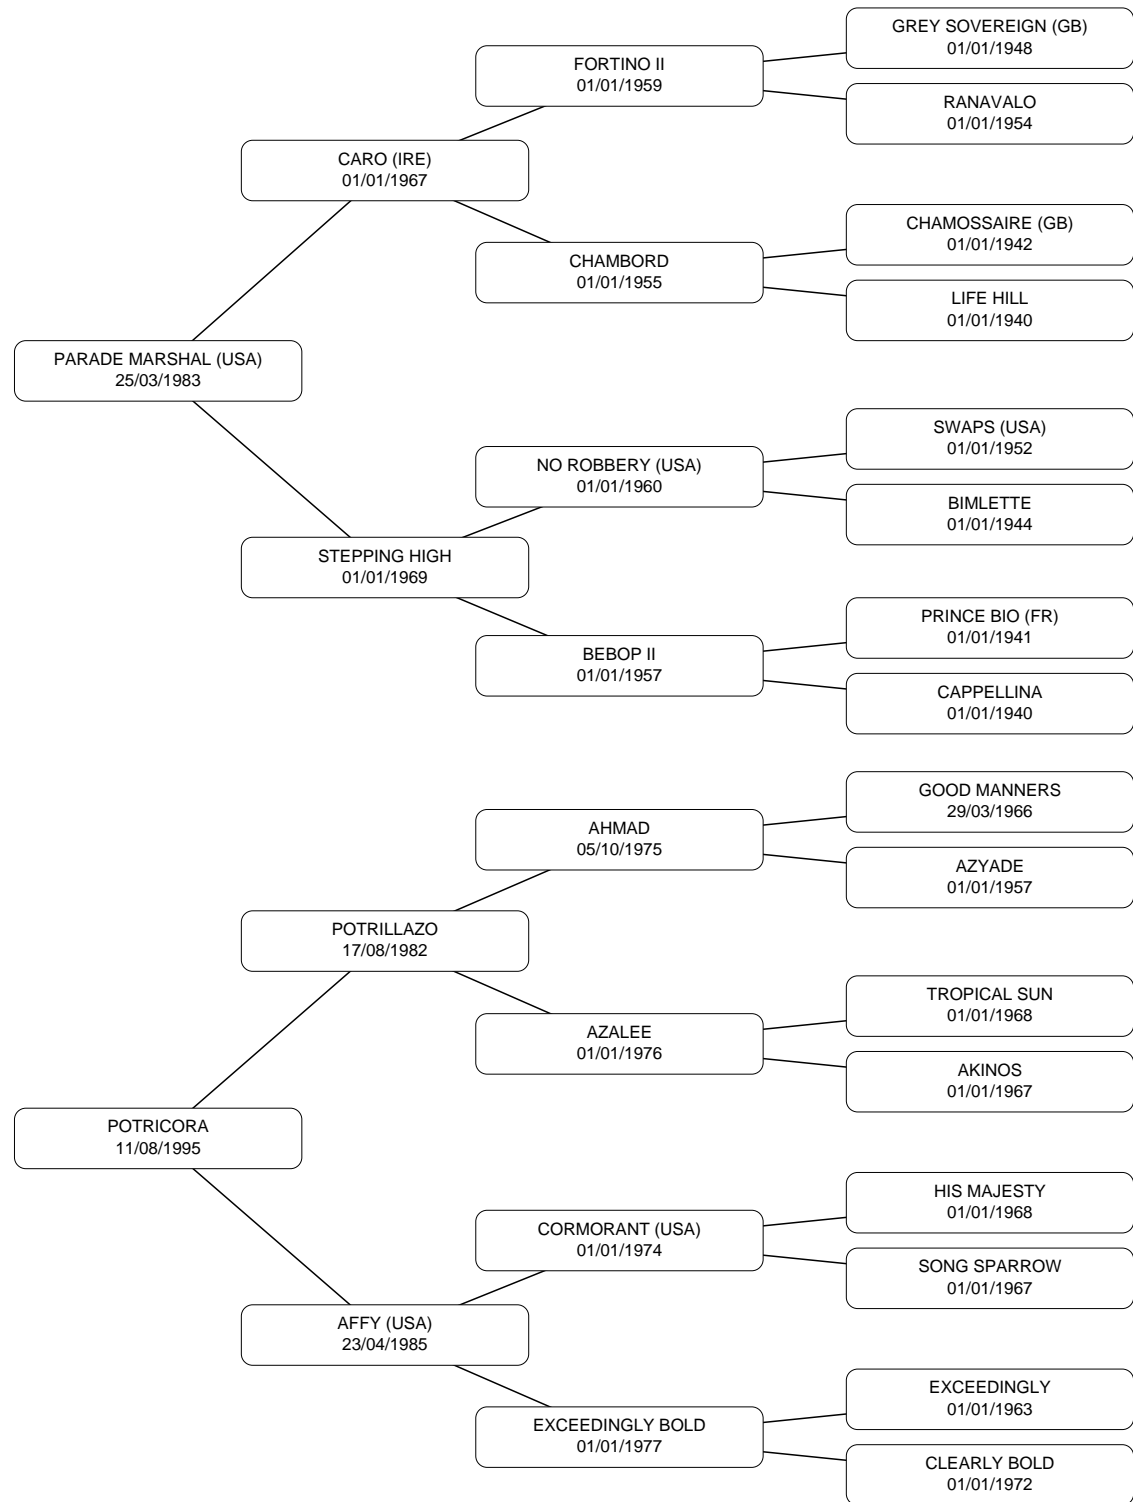 GREY SOVEREIGN (GB)
01/01/1948
FORTINO II
01/01/1959
RANAVALO
01/01/1954
CARO (IRE)
01/01/1967
CHAMOSSAIRE (GB)
01/01/1942
CHAMBORD
01/01/1955
LIFE HILL
01/01/1940
PARADE MARSHAL (USA)
25/03/1983
SWAPS (USA)
01/01/1952
NO ROBBERY (USA)
01/01/1960
BIMLETTE
01/01/1944
STEPPING HIGH
01/01/1969
PRINCE BIO (FR)
01/01/1941
BEBOP II
01/01/1957
CAPPELLINA
01/01/1940
GOOD MANNERS
29/03/1966
AHMAD
05/10/1975
AZYADE
01/01/1957
POTRILLAZO
17/08/1982
TROPICAL SUN
01/01/1968
AZALEE
01/01/1976
AKINOS
01/01/1967
POTRICORA
11/08/1995
HIS MAJESTY
01/01/1968
CORMORANT (USA)
01/01/1974
SONG SPARROW
01/01/1967
AFFY (USA)
23/04/1985
EXCEEDINGLY
01/01/1963
EXCEEDINGLY BOLD
01/01/1977
CLEARLY BOLD
01/01/1972